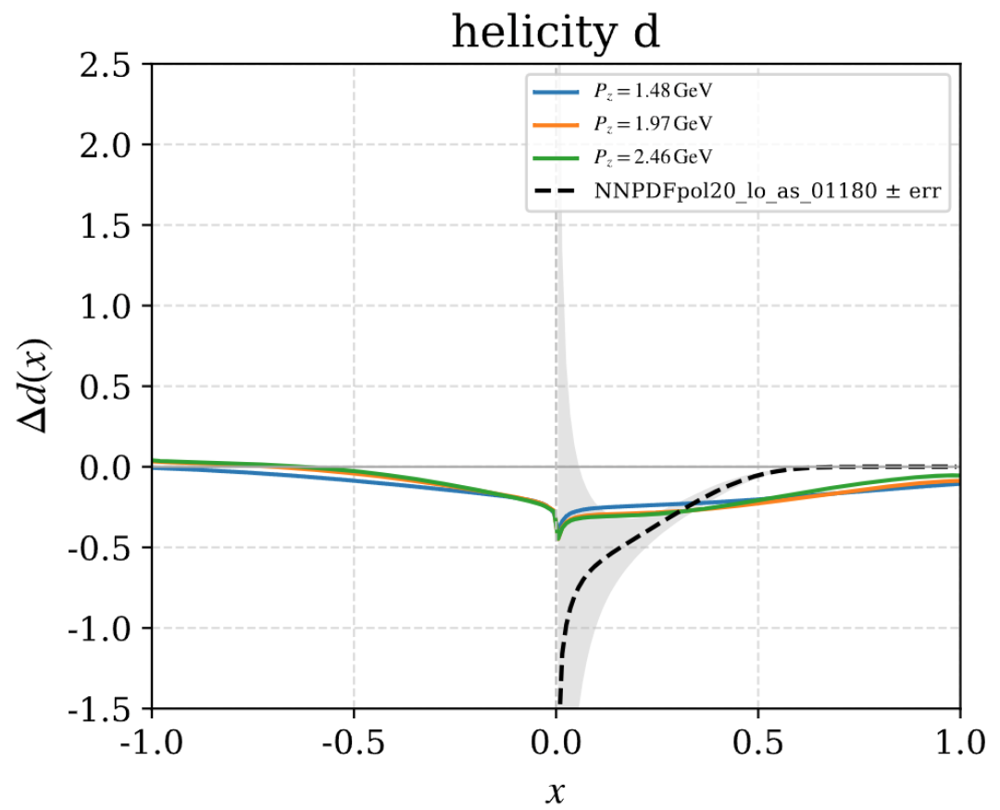 helicity d
2.5
P_z = 1.48 GeV
P_z = 1.97 GeV
2.0
P_z = 2.46 GeV
NNPDFpol20_lo_as_01180 ± err
1.5
1.0
0.5
Δd(x)
0.0
-0.5
-1.0
-1.5
-1.0 -0.5 0.0 0.5 1.0
x